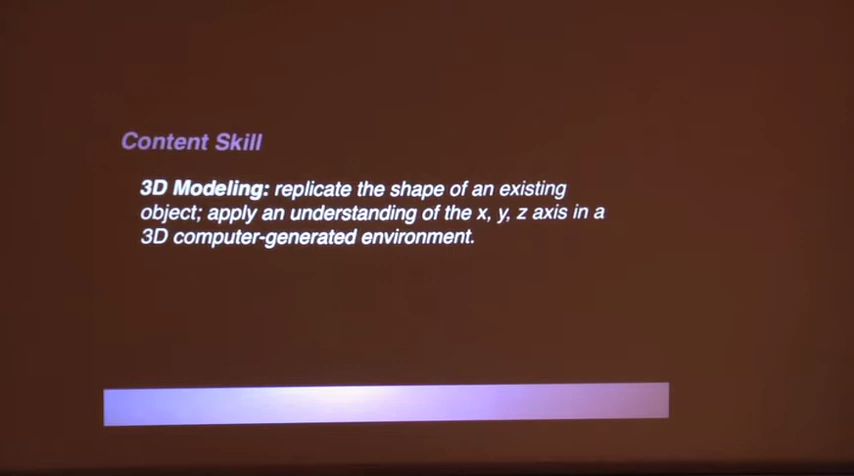 Content Skill
3D Modeling: replicate the shape of an existing
object; apply an understanding of the x, y, z axis in a
3D computer-generated environment.